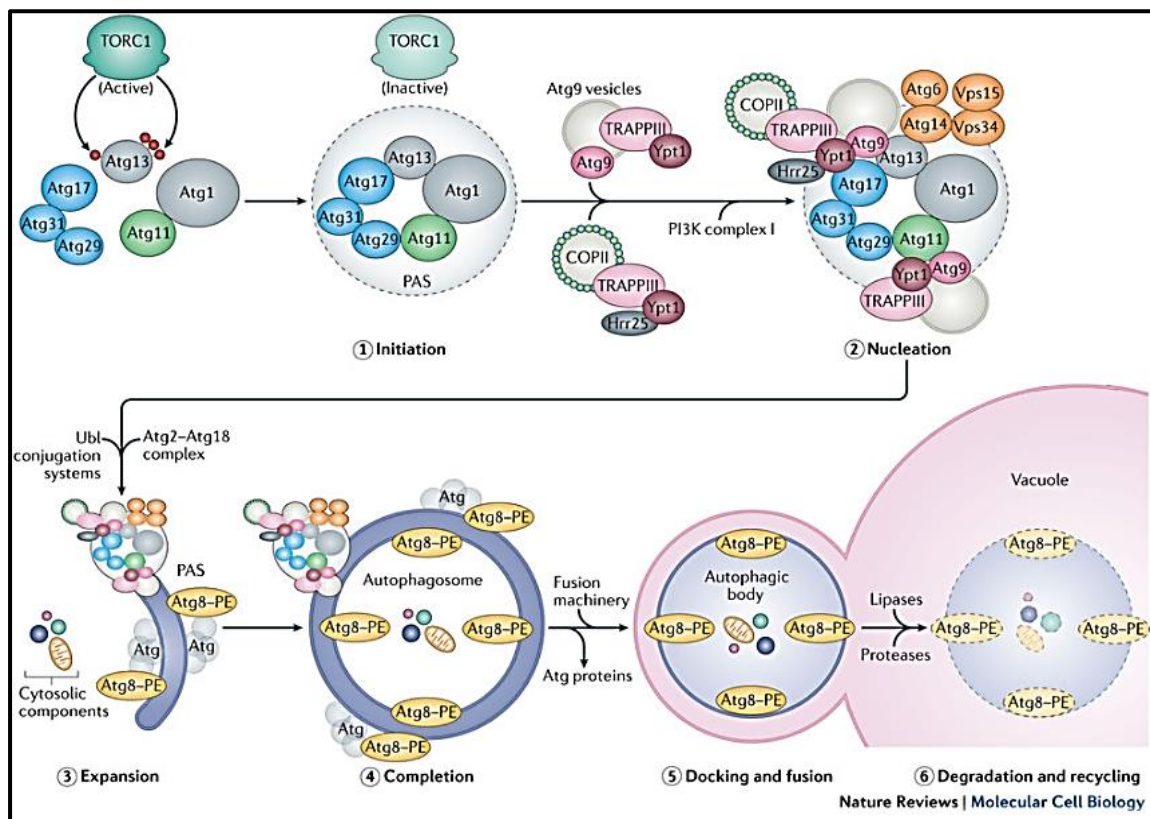 TORC1
(Active)
Atg13
Atg17
Atg31
Atg29
Atg11
Atg1
TORC1
(Inactive)
Atg13
Atg17
Atg1
Atg31
Atg29
Atg11
PAS
① Initiation
Atg9 vesicles
TRAPPIII
Ypt1
Atg9
COPII
TRAPPIII
Ypt1
Hrr25
PI3K complex I
COPII
TRAPPIII
Ypt1
Atg9
Hrr25
Atg6
Vps15
Atg14
Vps34
Atg13
Atg17
Atg1
Atg31
Atg29
Atg11
Ypt1
Atg9
TRAPPIII
② Nucleation
Ubl
conjugation
systems
Atg2–Atg18
complex
PAS
Atg8–PE
Atg
Atg
Atg8–PE
Cytosolic
components
③ Expansion
Atg
Atg8–PE
Atg8–PE
Autophagosome
Atg8–PE
Atg8–PE
Atg8–PE
Atg
Atg8–PE
④ Completion
Fusion
machinery
Atg proteins
Atg8–PE
Autophagic
body
Atg8–PE
Atg8–PE
Atg8–PE
⑤ Docking and fusion
Lipases
Proteases
Vacuole
Atg8–PE
Atg8–PE
Atg8–PE
Atg8–PE
⑥ Degradation and recycling
Nature Reviews | Molecular Cell Biology